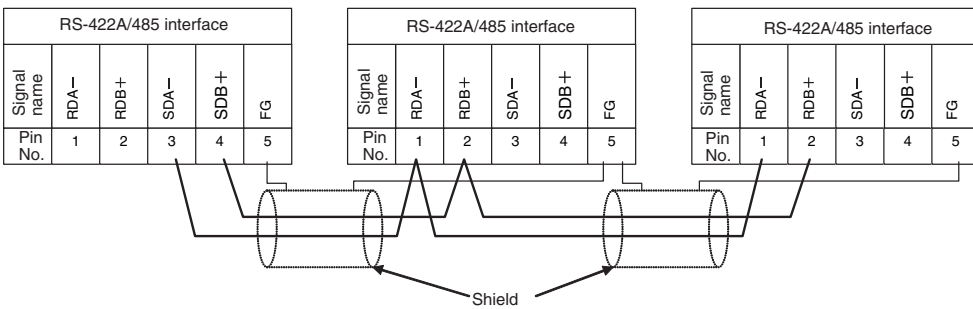 RS-422A/485 interface
Signal name RDA− RDB+ SDA− SDB+ FG
Pin No. 1 2 3 4 5
RS-422A/485 interface
Signal name RDA− RDB+ SDA− SDB+ FG
Pin No. 1 2 3 4 5
RS-422A/485 interface
Signal name RDA− RDB+ SDA− SDB+ FG
Pin No. 1 2 3 4 5
Shield